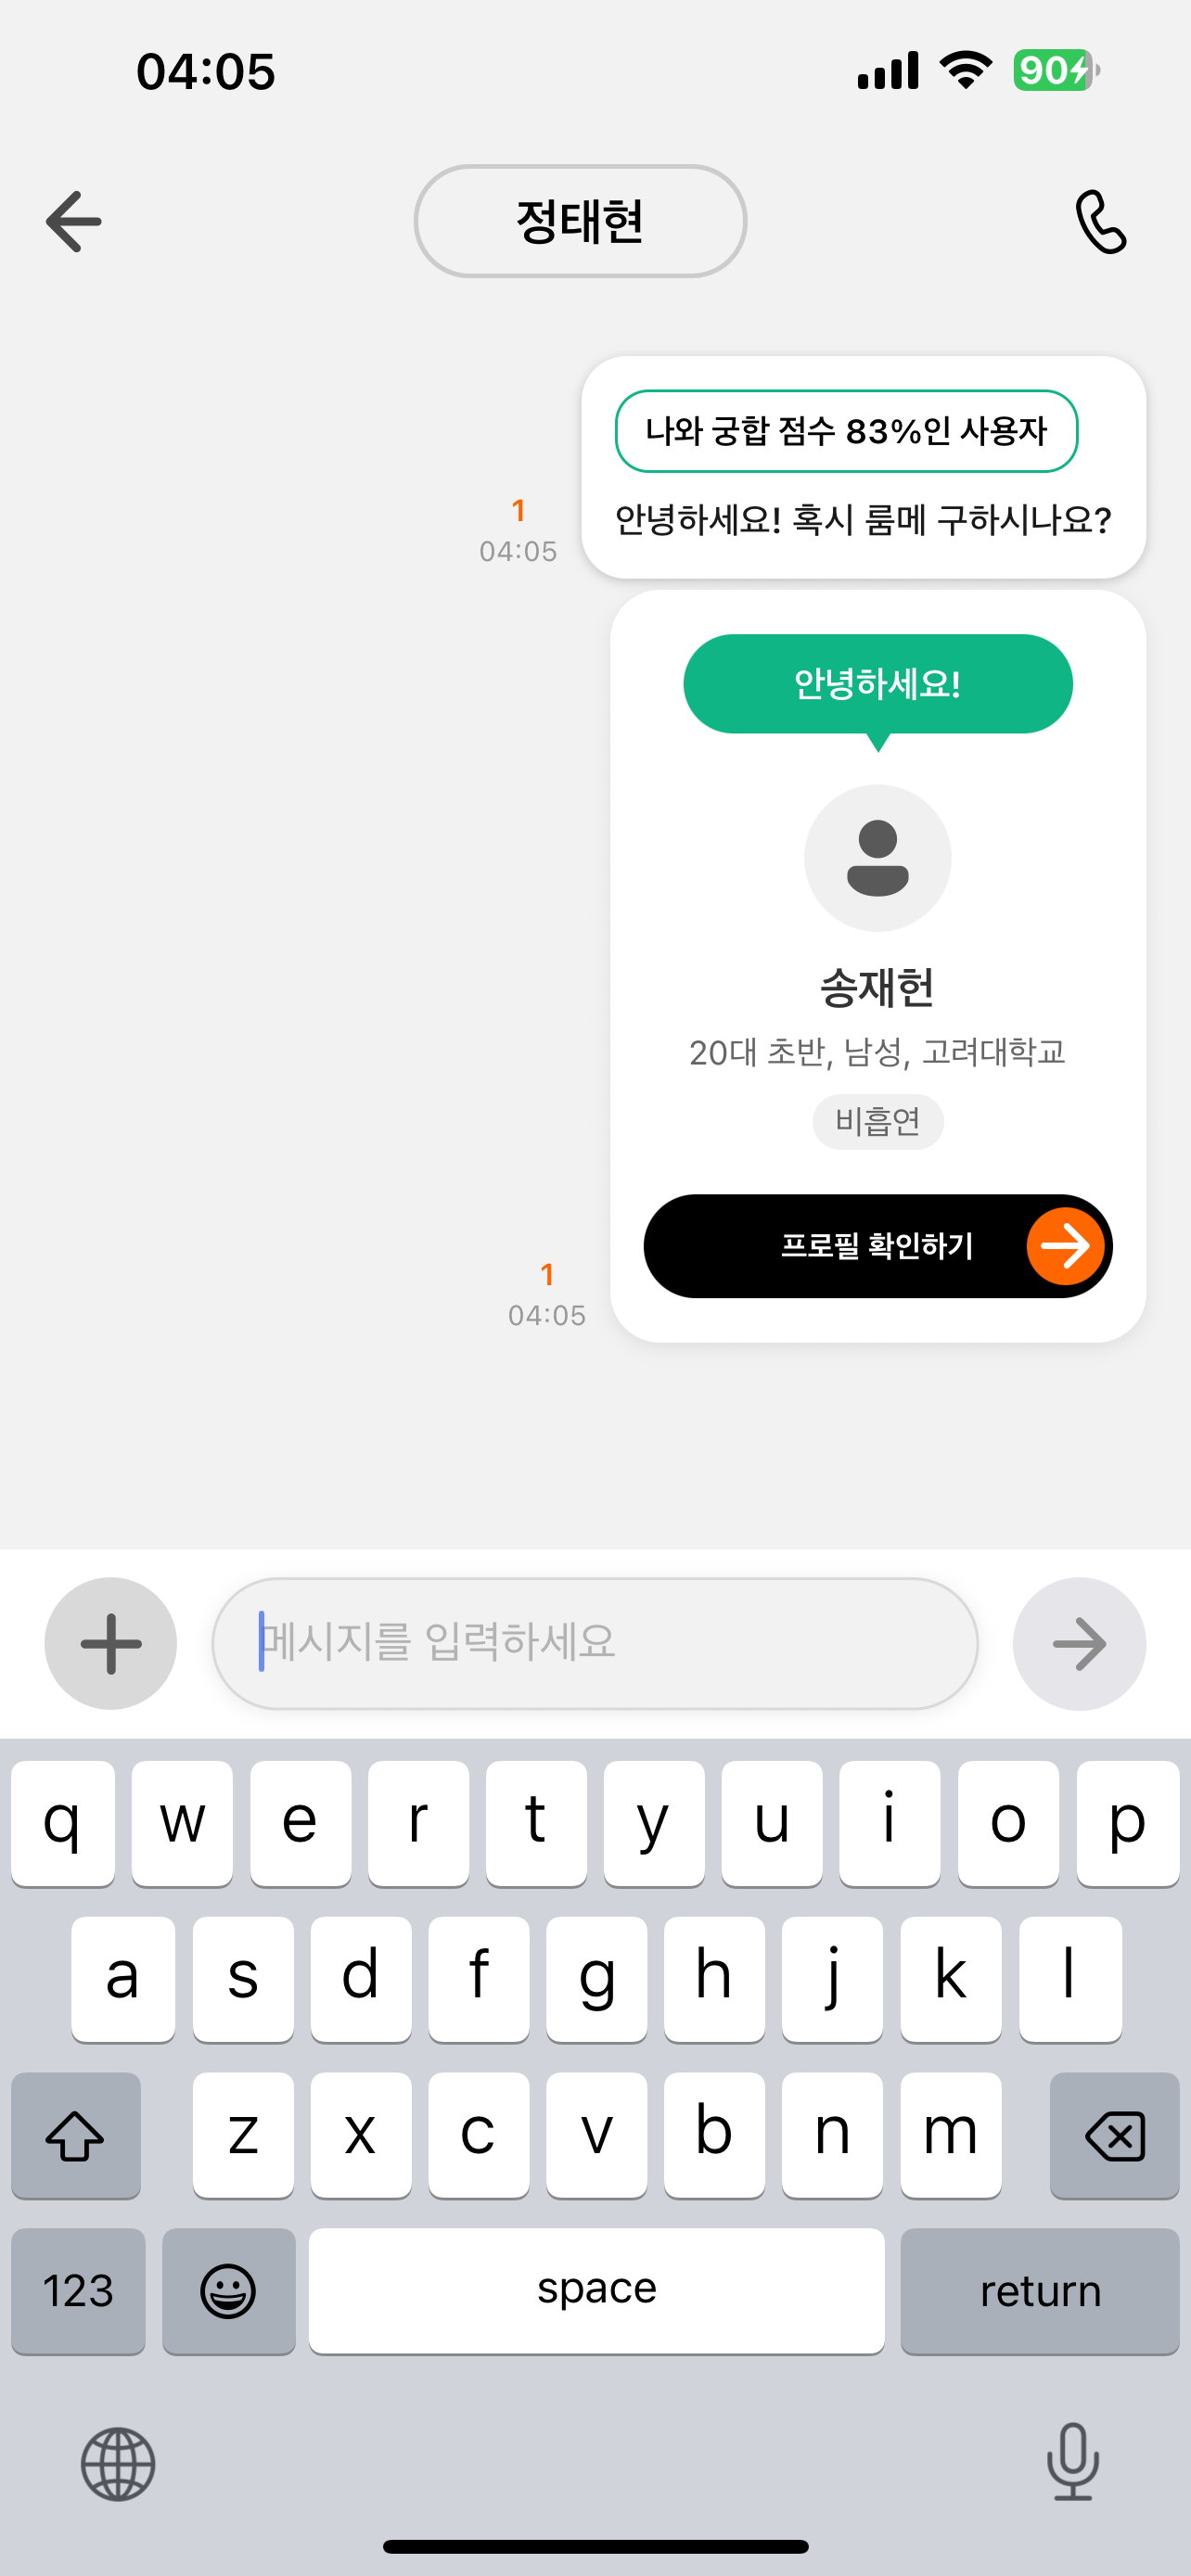 04:05
90
정태현
나와 궁합 점수 83%인 사용자
안녕하세요! 혹시 룸메 구하시나요?
1
04:05
안녕하세요!
송재헌
20대 초반, 남성, 고려대학교
비흡연
프로필 확인하기
1
04:05
메시지를 입력하세요
q w e r t y u i o p
a s d f g h j k l
z x c v b n m
123 space return